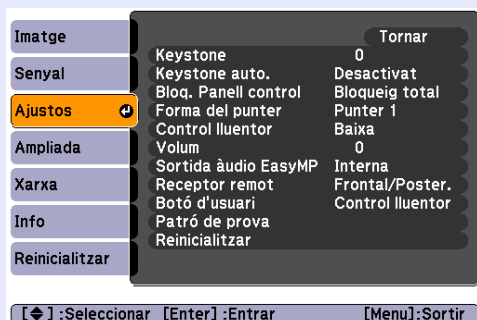 Imatge
Senyal
Ajustos
Ampliada
Xarxa
Info
Reinicialitzar
Tornar
Keystone 0
Keystone auto. Desactivat
Bloq. Panell control Bloqueig total
Forma del punter Punter 1
Control lluentor Baixa
Volum 0
Sortida àudio EasyMP Interna
Receptor remot Frontal/Poster.
Botó d'usuari Control lluentor
Patró de prova
Reinicialitzar
[◆] :Seleccionar [Enter] :Entrar [Menu]:Sortir